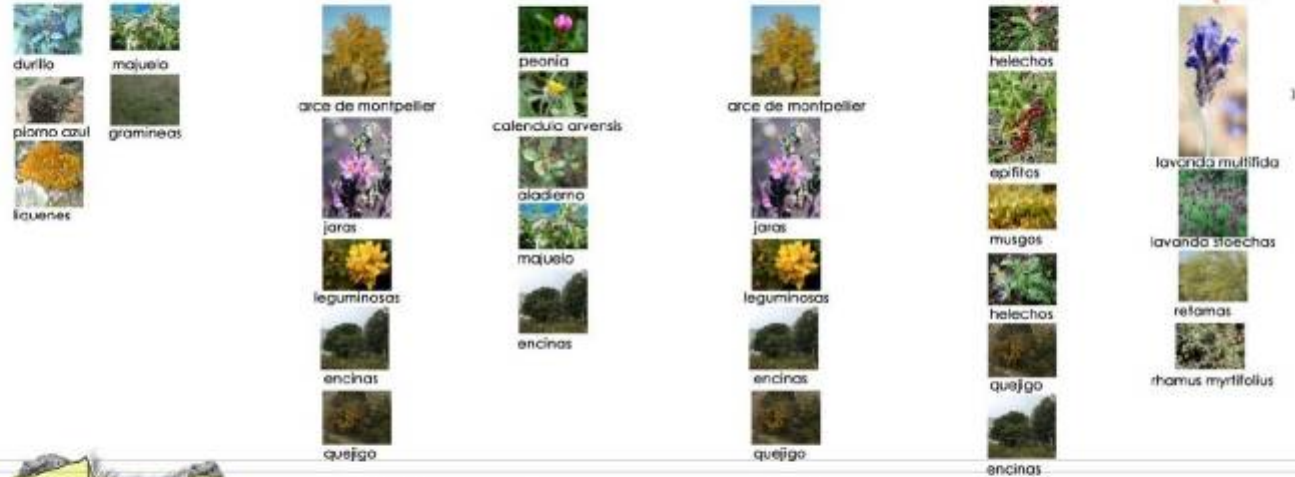 durillo
majuelo
piorno azul
gramineas
liquenes
arce de montpellier
jaras
leguminosas
encinas
quejigo
peonia
calendula arvensis
aladierno
majuelo
encinas
arce de montpellier
jaras
leguminosas
encinas
quejigo
helechos
epifitos
musgos
helechos
quejigo
encinas
lavanda multifida
lavanda stoechas
retamas
rhamus myrtifolius